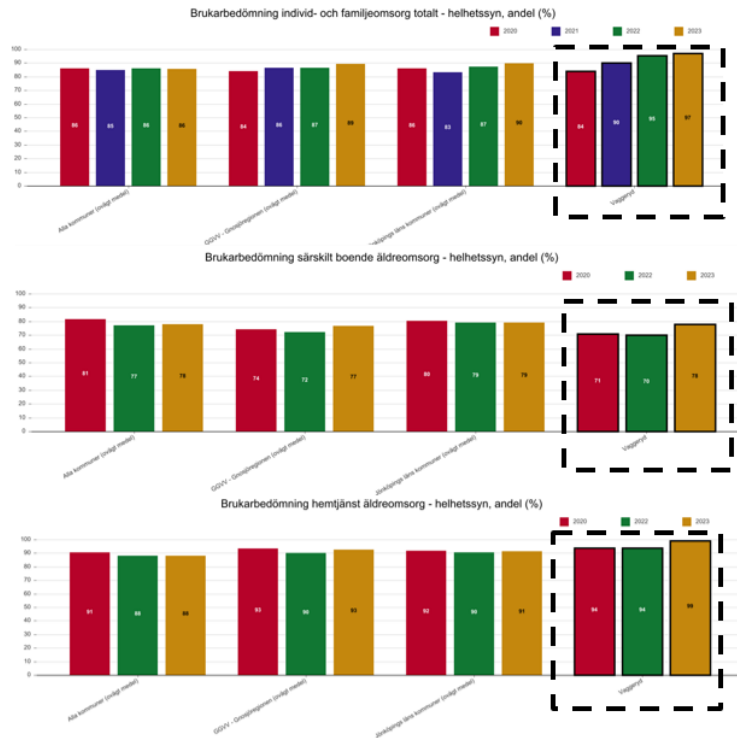 Brukarbedömning individ- och familjeomsorg totalt - helhetssyn, andel (%)
2020 2021 2022 2023
100
90
80
70
60
50
40
30
20
10
0
86 85 86 86 84 86 87 89 86 83 87 90 84 90 95 97
Alla kommuner (ovägt medel)
GGVV - Gnosjöregionen (ovägt medel)
Jönköpings läns kommuner (ovägt medel)
Vaggeryd
Brukarbedömning särskilt boende äldreomsorg - helhetssyn, andel (%)
2020 2022 2023
100
90
80
70
60
50
40
30
20
10
0
81 77 78 74 72 77 80 79 79 71 70 78
Alla kommuner (ovägt medel)
GGVV - Gnosjöregionen (ovägt medel)
Jönköpings läns kommuner (ovägt medel)
Vaggeryd
Brukarbedömning hemtjänst äldreomsorg - helhetssyn, andel (%)
2020 2022 2023
100
90
80
70
60
50
40
30
20
10
0
91 88 88 93 90 93 92 90 91 94 94 99
Alla kommuner (ovägt medel)
GGVV - Gnosjöregionen (ovägt medel)
Jönköpings läns kommuner (ovägt medel)
Vaggeryd